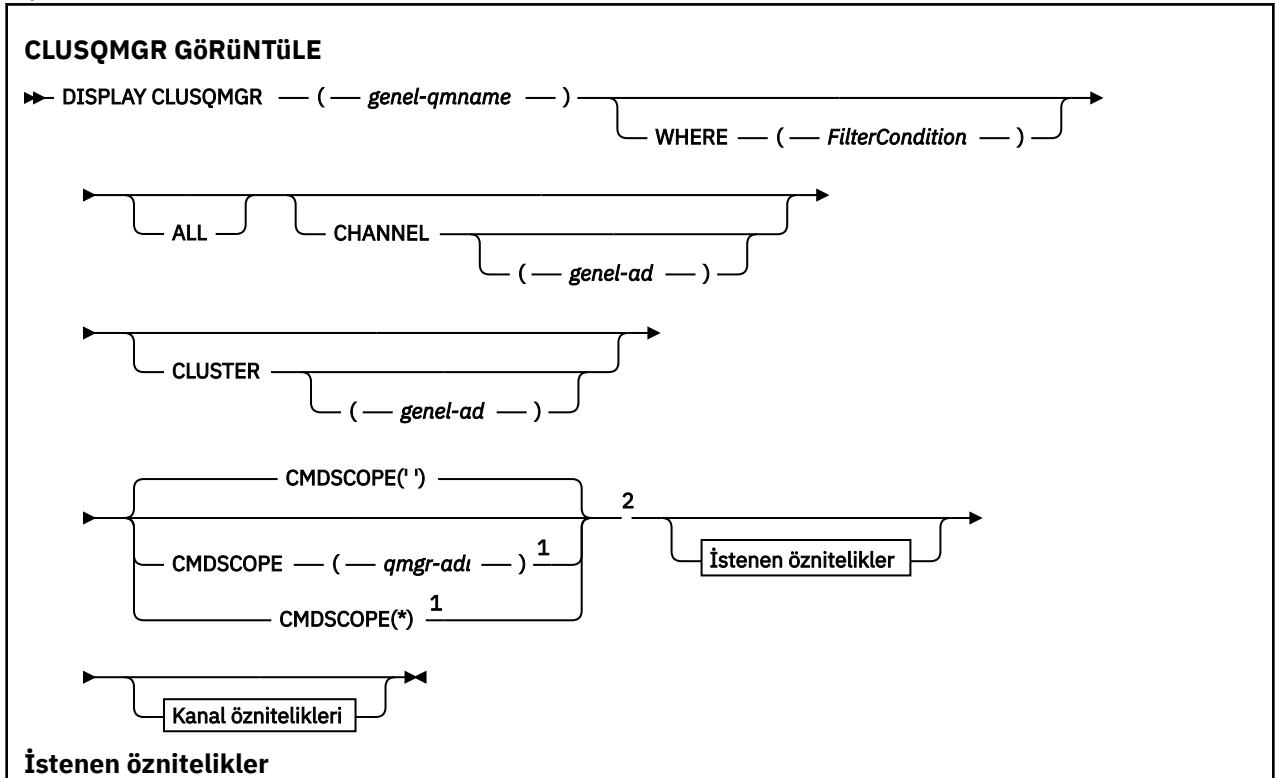 CLUSQMGR GöRüNTüLE
DISPLAY CLUSQMGR ( genel-qmname )
WHERE ( FilterCondition )
ALL
CHANNEL
( genel-ad )
CLUSTER
( genel-ad )
CMDSCOPE(' ')
2
CMDSCOPE ( qmgr-adı ) 1
İstenen öznitelikler
CMDSCOPE(*) 1
Kanal öznitelikleri
İstenen öznitelikler